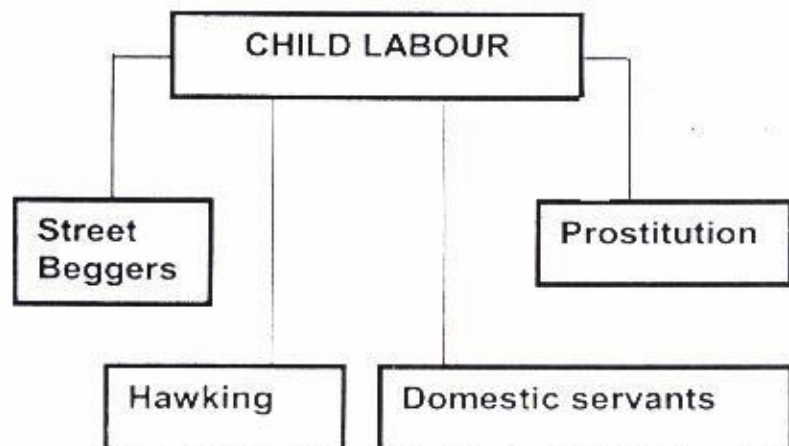 CHILD LABOUR
Street
Beggers
Prostitution
Hawking
Domestic servants